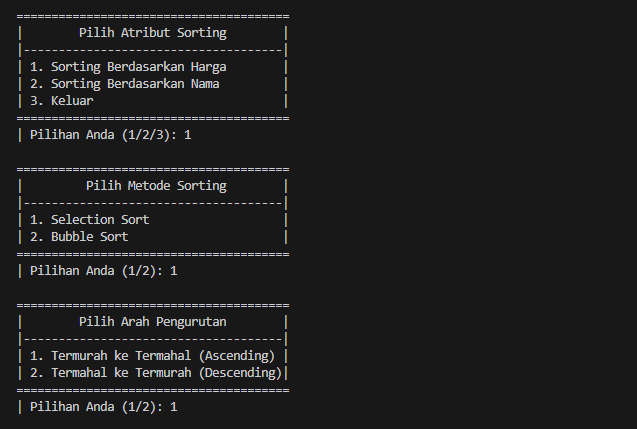 =======================================
|        Pilih Atribut Sorting        |
|-------------------------------------|
| 1. Sorting Berdasarkan Harga        |
| 2. Sorting Berdasarkan Nama         |
| 3. Keluar                           |
=======================================
| Pilihan Anda (1/2/3): 1

=======================================
|         Pilih Metode Sorting        |
|-------------------------------------|
| 1. Selection Sort                   |
| 2. Bubble Sort                      |
=======================================
| Pilihan Anda (1/2): 1

=======================================
|        Pilih Arah Pengurutan        |
|-------------------------------------|
| 1. Termurah ke Termahal (Ascending) |
| 2. Termahal ke Termurah (Descending)|
=======================================
| Pilihan Anda (1/2): 1